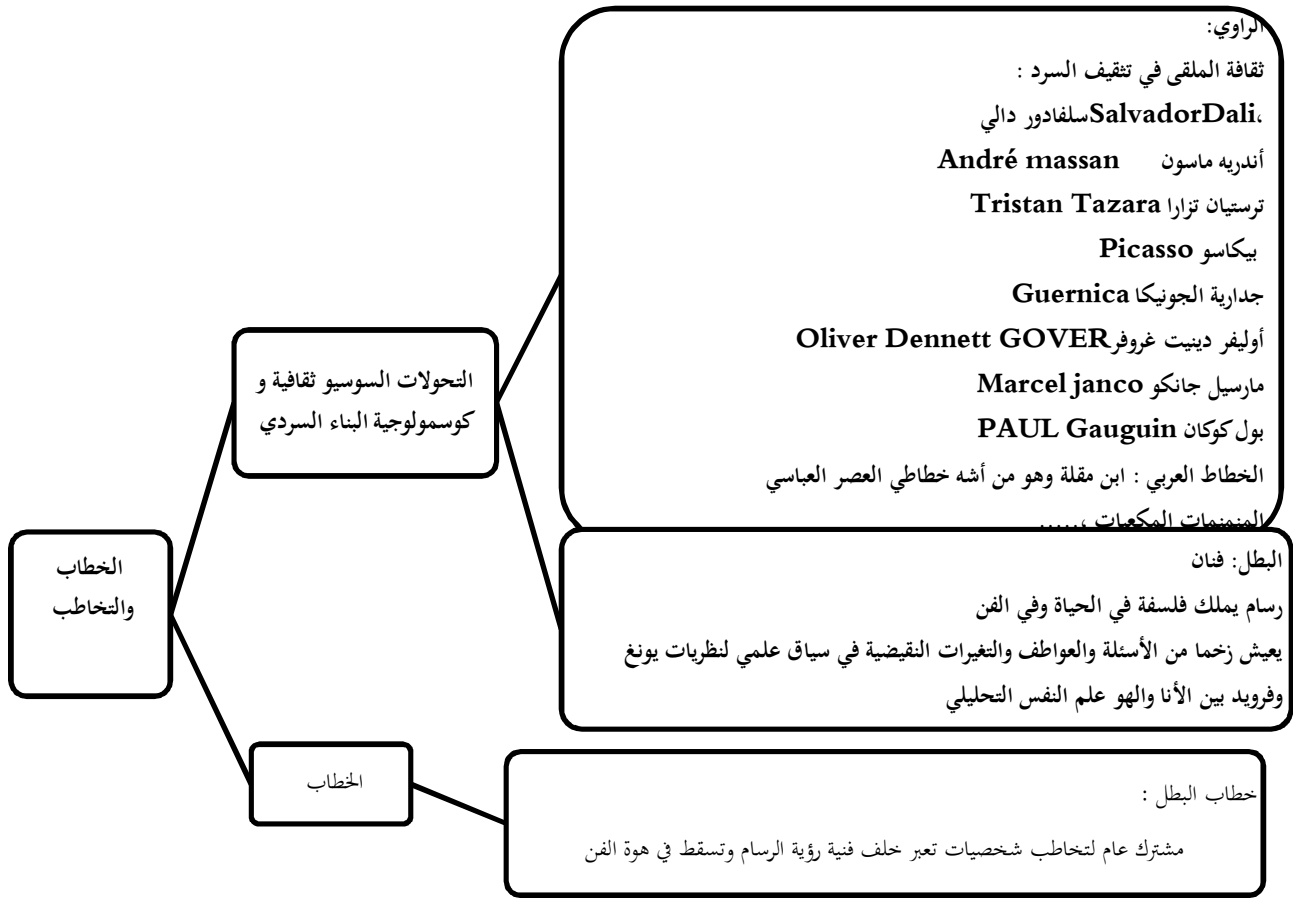 الراوي:
ثقافة الملقى في تثقيف السرد :
سلفادور داليSalvadorDali،
أندريه ماسون André massan
ترستيان تزارا Tristan Tazara
بيكاسو Picasso
جدارية الجونيكا Guernica
أوليفر دينيت غروفرOliver Dennett GOVER
مارسيل جانكو Marcel janco
بول كوكان PAUL Gauguin
الخطاط العربي : ابن مقلة وهو من أشه خطاطي العصر العباسي
المنمنمات المكعبات ،.....
التحولات السوسيو ثقافية و
كوسمولوجية البناء السردي
البطل: فنان
رسام يملك فلسفة في الحياة وفي الفن
يعيش زخما من الأسئلة والعواطف والتغيرات النقيضية في سياق علمي لنظريات يونغ
وفرويد بين الأنا والهو علم النفس التحليلي
الخطاب
والتخاطب
الخطاب
خطاب البطل :
مشترك عام لتخاطب شخصيات تعبر خلف فنية رؤية الرسام وتسقط في هوة الفن